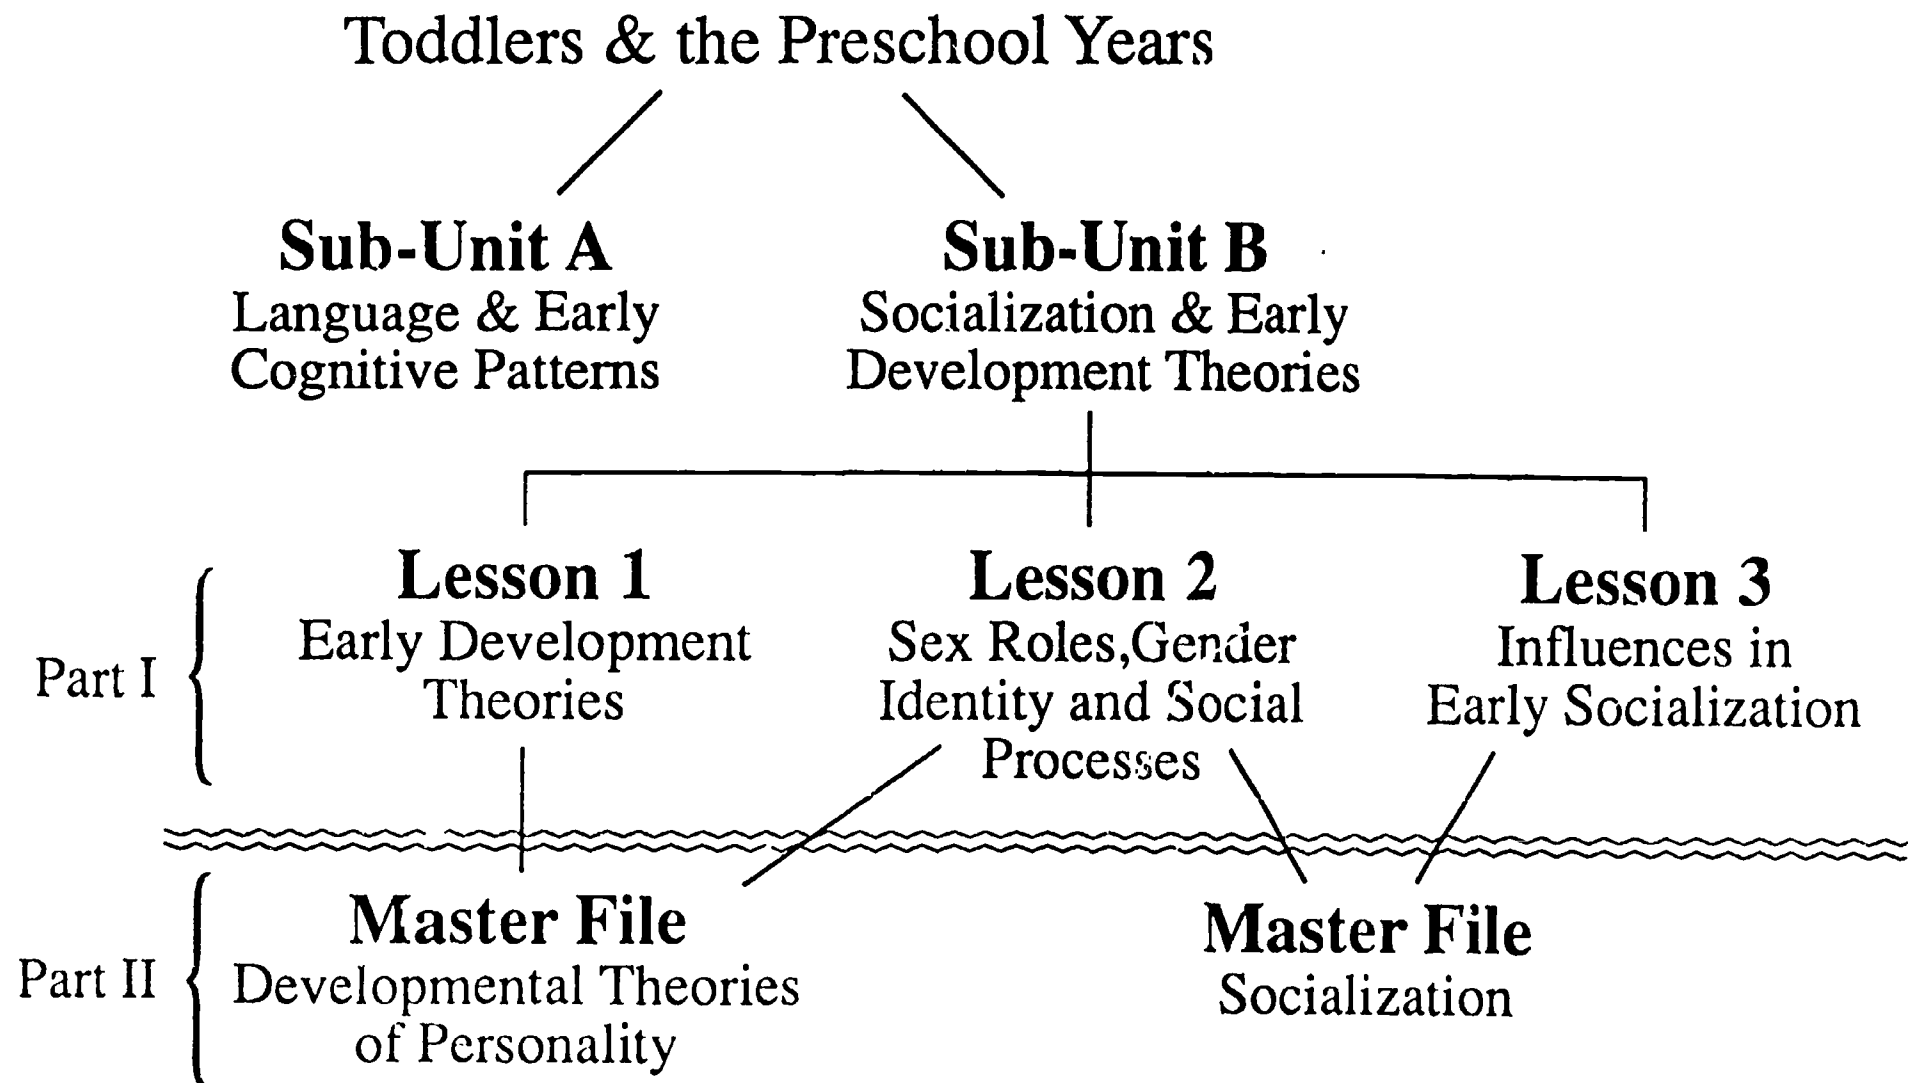 Toddlers & the Preschool Years
Sub-Unit A
Language & Early
Cognitive Patterns
Sub-Unit B
Socialization & Early
Development Theories
Part I
Lesson 1
Early Development
Theories
Lesson 2
Sex Roles,Gender
Identity and Social
Processes
Lesson 3
Influences in
Early Socialization
Part II
Master File
Developmental Theories
of Personality
Master File
Socialization